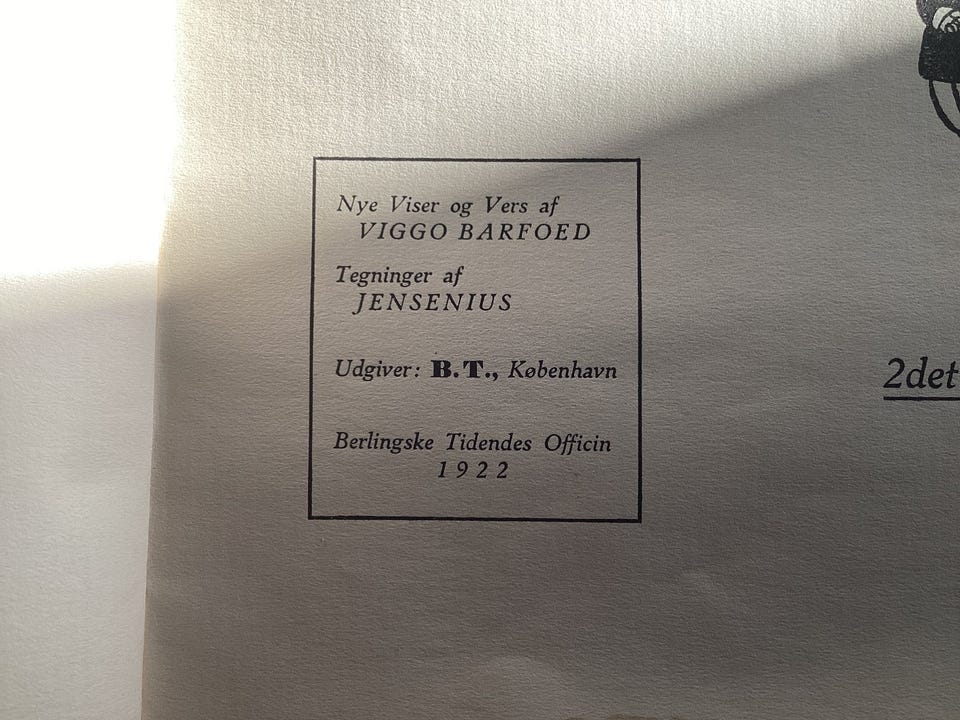 Nye Viser og Vers af
VIGGO BARFOED
Tegninger af
JENSENIUS
Udgiver: B.T., København
Berlingske Tidendes Officin
1922
2det